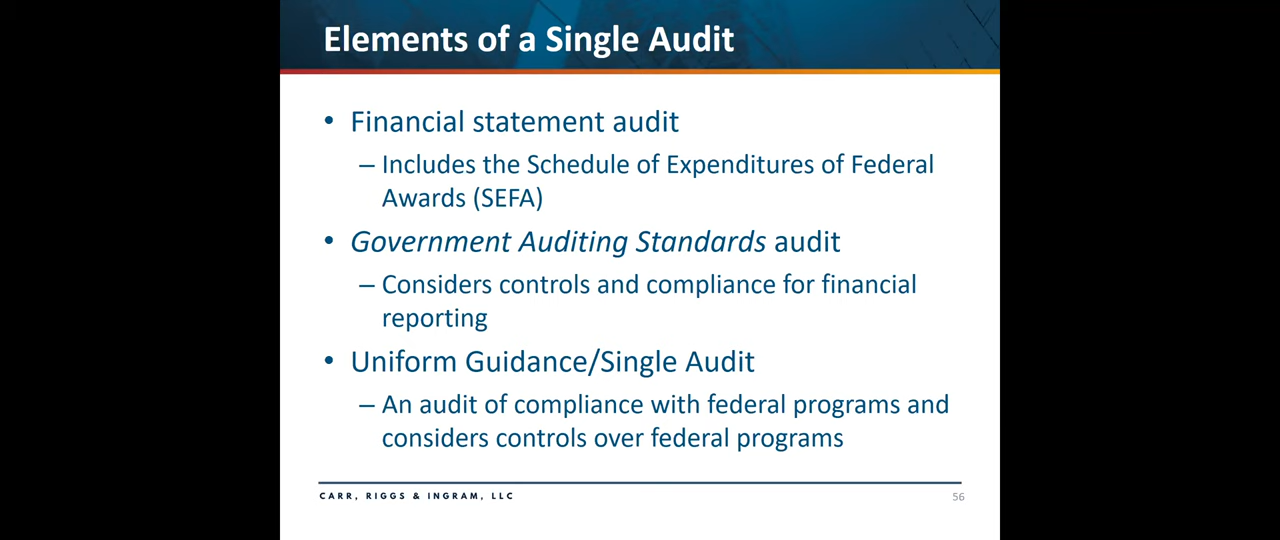 Elements of a Single Audit
• Financial statement audit
– Includes the Schedule of Expenditures of Federal
Awards (SEFA)
• Government Auditing Standards audit
– Considers controls and compliance for financial
reporting
• Uniform Guidance/Single Audit
– An audit of compliance with federal programs and
considers controls over federal programs
CARR, RIGGS & INGRAM, LLC
56